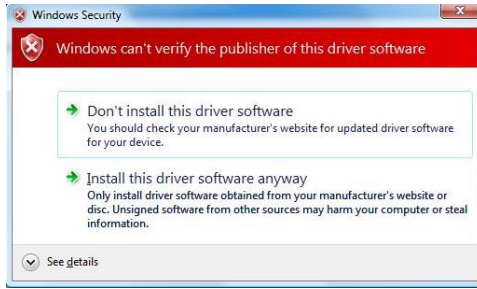 Windows Security
Windows can't verify the publisher of this driver software
Don't install this driver software
You should check your manufacturer's website for updated driver software
for your device.
Install this driver software anyway
Only install driver software obtained from your manufacturer's website or
disc. Unsigned software from other sources may harm your computer or steal
information.
See details